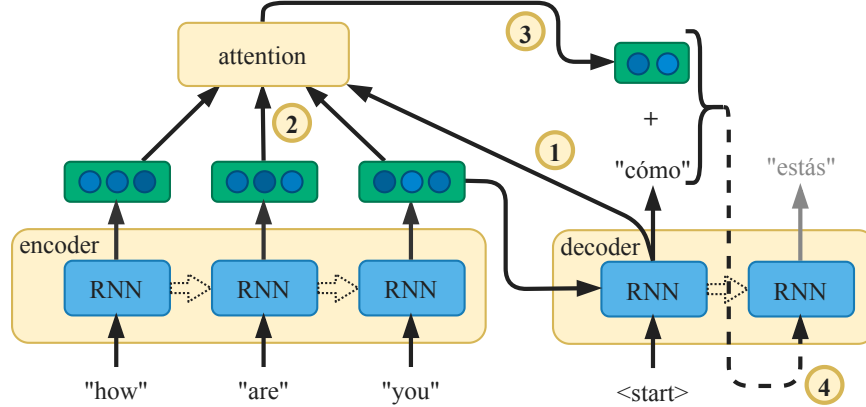 attention
3
2
1
+
"cómo"
"estás"
encoder
decoder
RNN
RNN
RNN
RNN
RNN
"how"
"are"
"you"
<start>
4